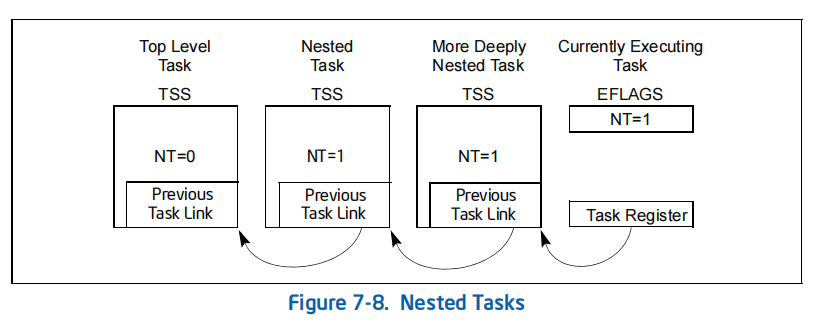 Top Level
Task
TSS
NT=0
Previous
Task Link
Nested
Task
TSS
NT=1
Previous
Task Link
More Deeply
Nested Task
TSS
NT=1
Previous
Task Link
Currently Executing
Task
EFLAGS
NT=1
Task Register
Figure 7-8. Nested Tasks